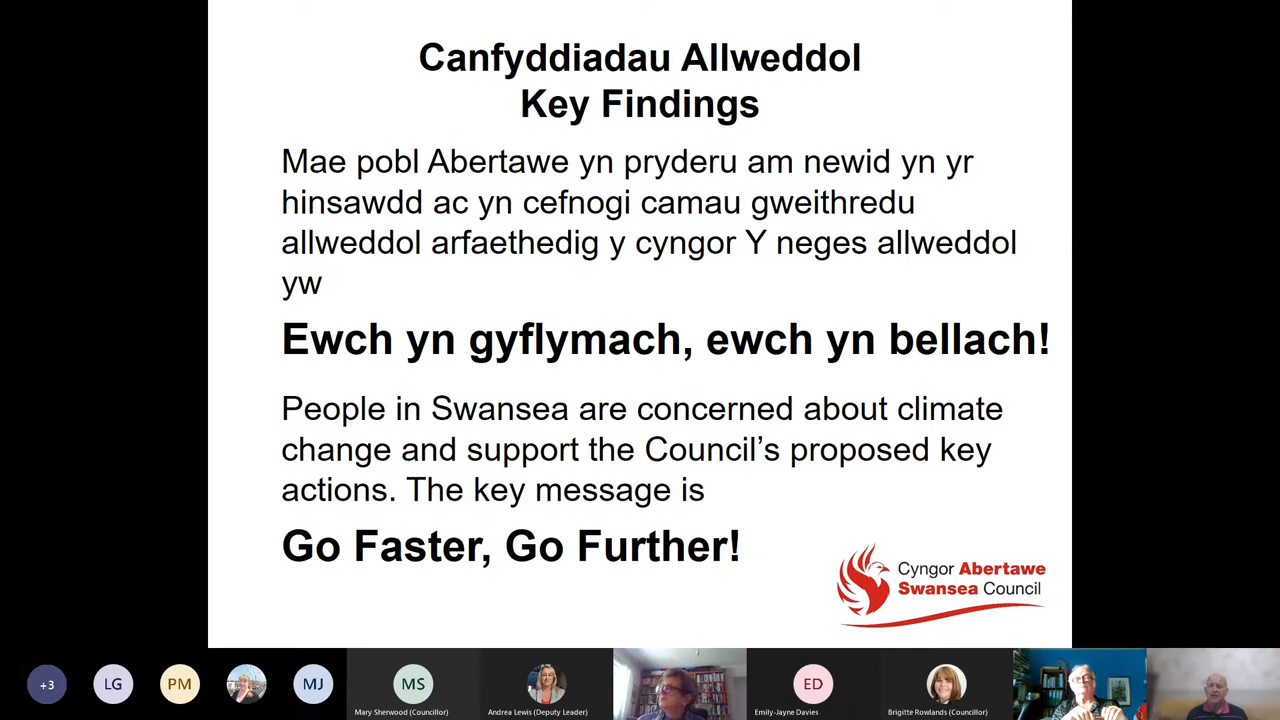 Canfyddiadau Allweddol
Key Findings
Mae pobl Abertawe yn pryderu am newid yn yr
hinsawdd ac yn cefnogi camau gweithredu
allweddol arfaethedig y cyngor Y neges allweddol
yw
Ewch yn gyflymach, ewch yn bellach!
People in Swansea are concerned about climate
change and support the Council’s proposed key
actions. The key message is
Go Faster, Go Further!
Cyngor Abertawe
Swansea Council
+3
LG
PM
MJ
MS
Mary Sherwood (Councillor)
Andrea Lewis (Deputy Leader)
ED
Emily-Jayne Davies
Brigitte Rowlands (Councillor)